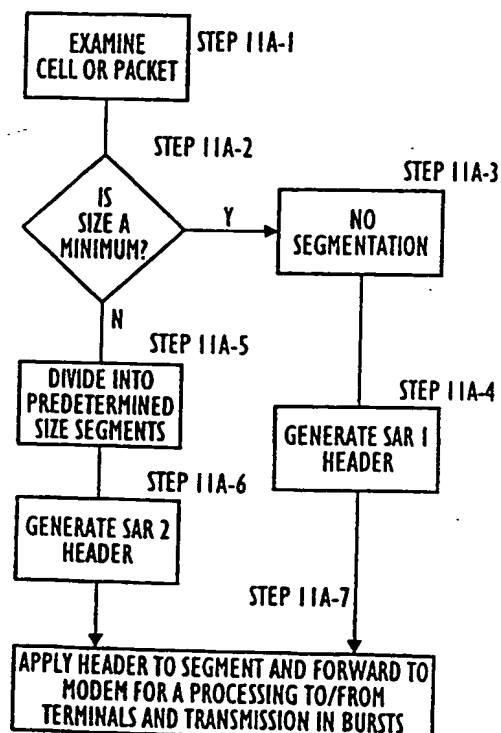 EXAMINE
CELL OR PACKET
STEP 11A-1
STEP 11A-2
IS
SIZE A
MINIMUM?
Y
N
STEP 11A-3
NO
SEGMENTATION
STEP 11A-4
GENERATE SAR 1
HEADER
STEP 11A-5
DIVIDE INTO
PREDETERMINED
SIZE SEGMENTS
STEP 11A-6
GENERATE SAR 2
HEADER
STEP 11A-7
APPLY HEADER TO SEGMENT AND FORWARD TO
MODEM FOR A PROCESSING TO/FROM
TERMINALS AND TRANSMISSION IN BURSTS